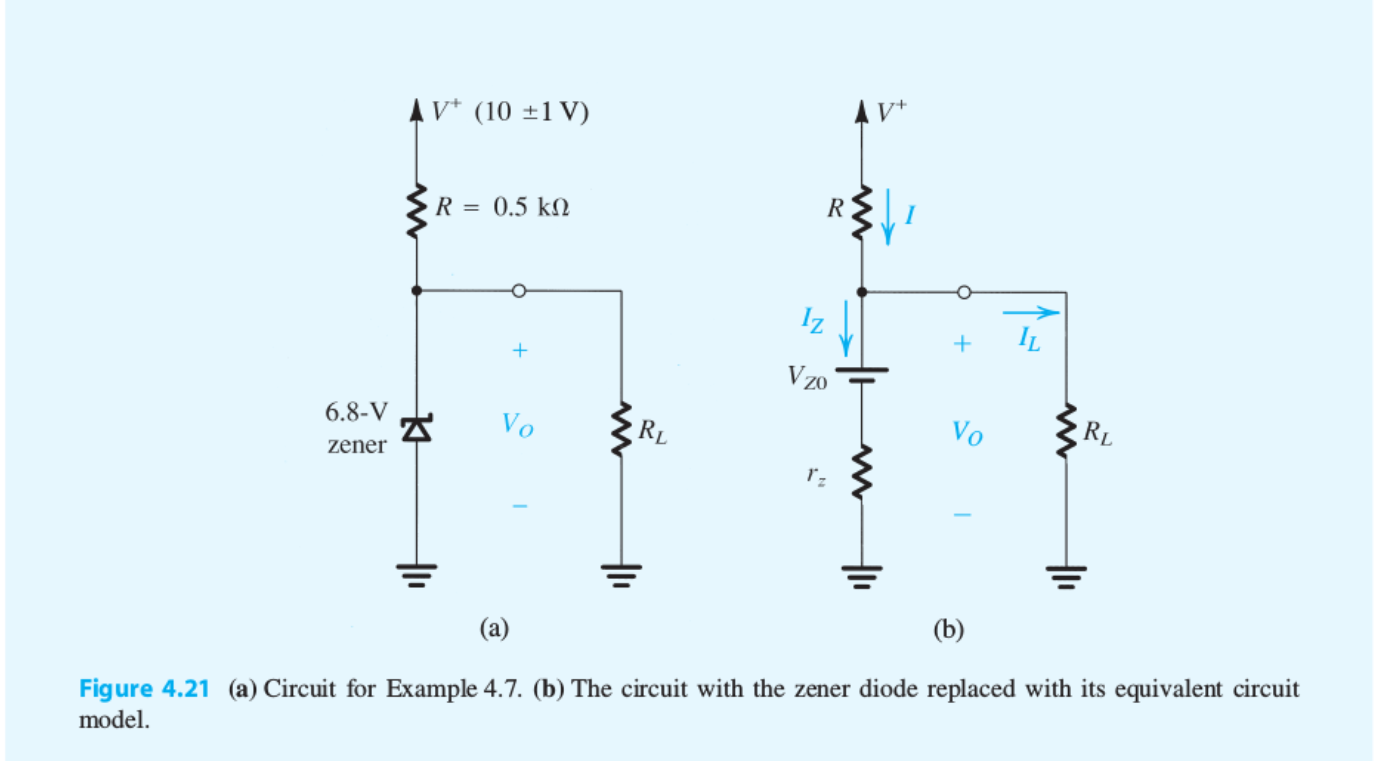 V⁺ (10 ±1 V)
R = 0.5 kΩ
6.8-V
zener
+
V_O
−
R_L
(a)
V⁺
R
I
I_Z
V_Z0
r_z
+
V_O
−
I_L
R_L
(b)
Figure 4.21 (a) Circuit for Example 4.7. (b) The circuit with the zener diode replaced with its equivalent circuit
model.